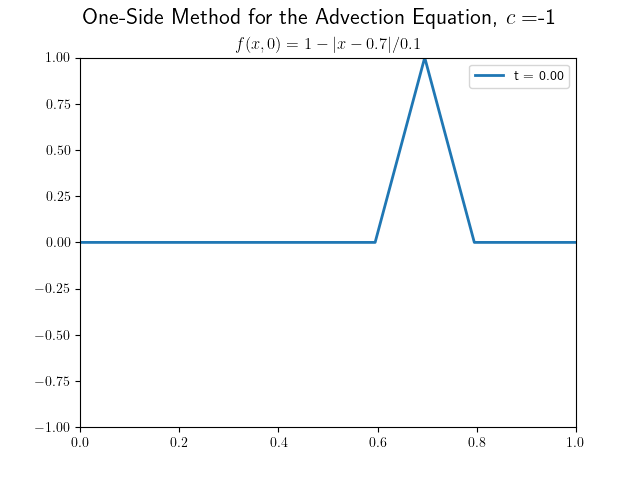 One-Side Method for the Advection Equation, c =-1
f(x, 0) = 1 − |x − 0.7|/0.1
t = 0.00
1.00
0.75
0.50
0.25
0.00
−0.25
−0.50
−0.75
−1.00
0.0 0.2 0.4 0.6 0.8 1.0